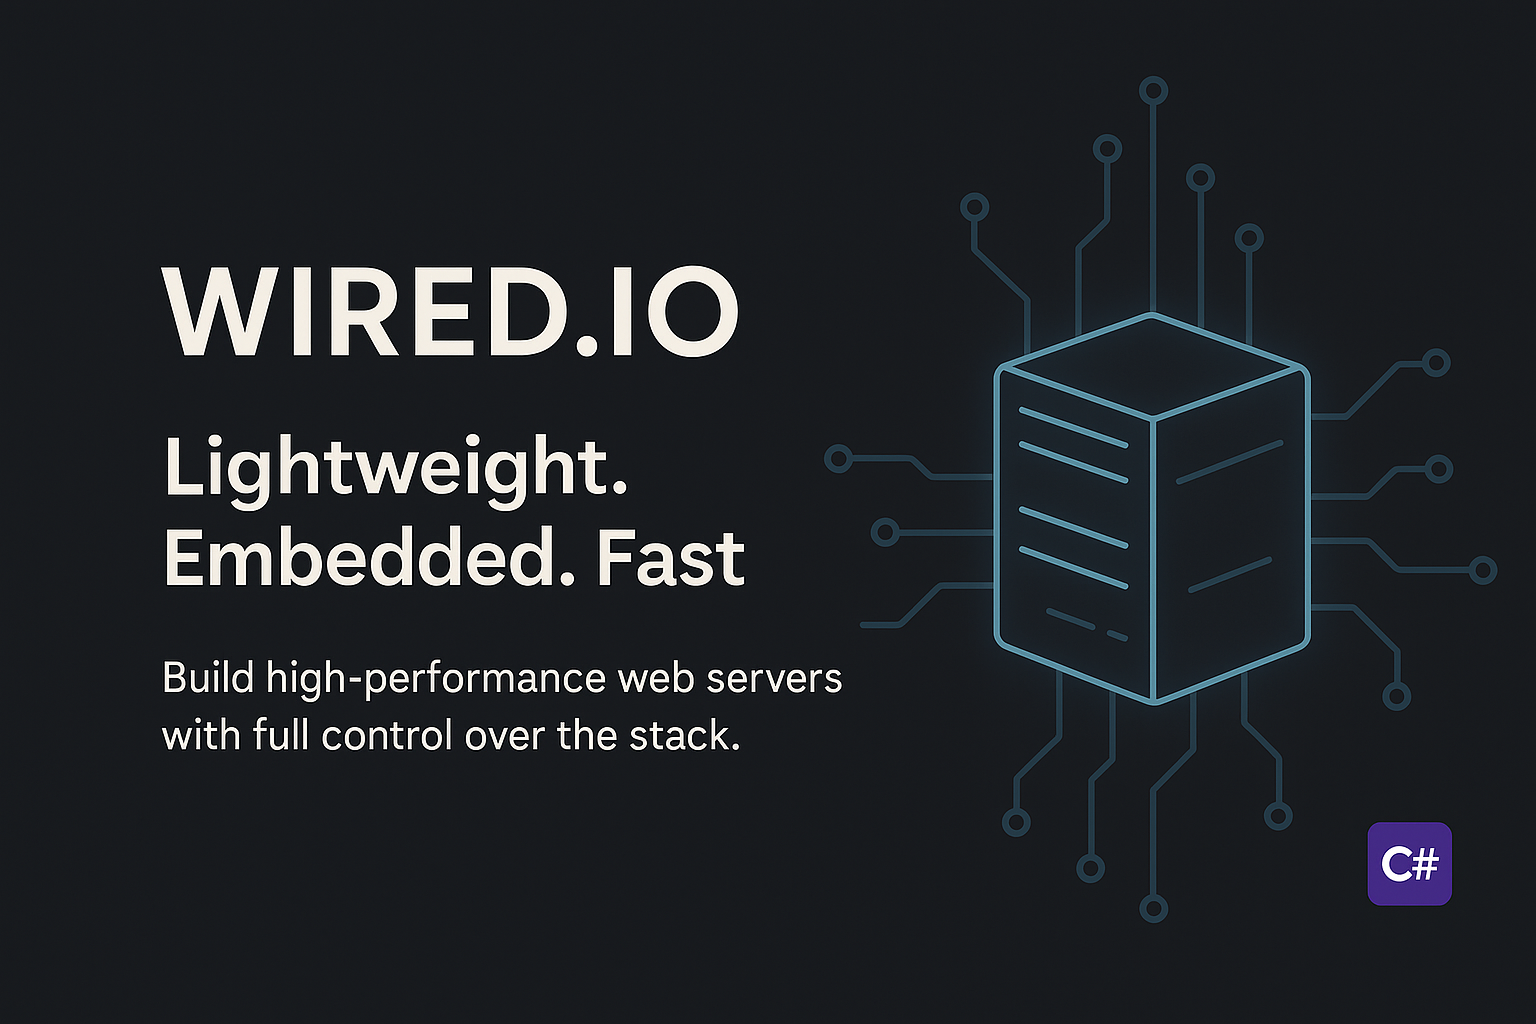 WIRED.IO
Lightweight.
Embedded. Fast
Build high-performance web servers
with full control over the stack.
C#